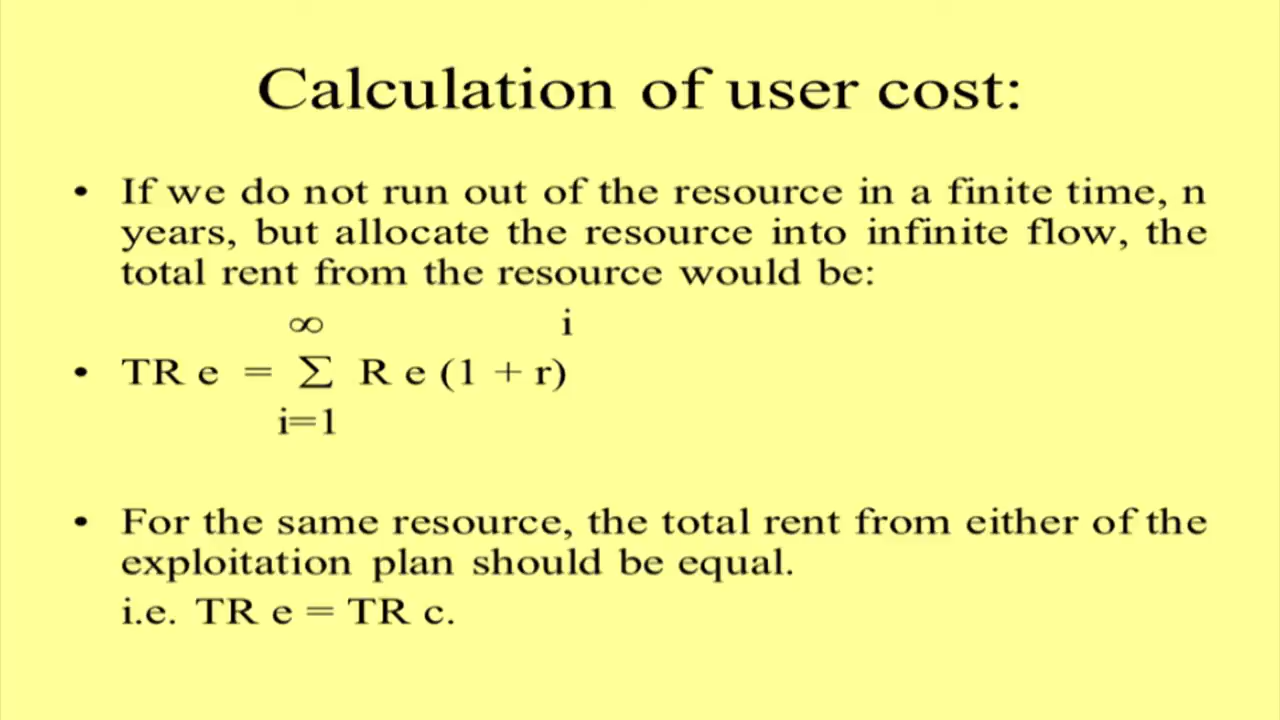 Calculation of user cost:
• If we do not run out of the resource in a finite time, n
years, but allocate the resource into infinite flow, the
total rent from the resource would be:
∞ i
• TR e = Σ R e (1 + r)
i=1
• For the same resource, the total rent from either of the
exploitation plan should be equal.
i.e. TR e = TR c.